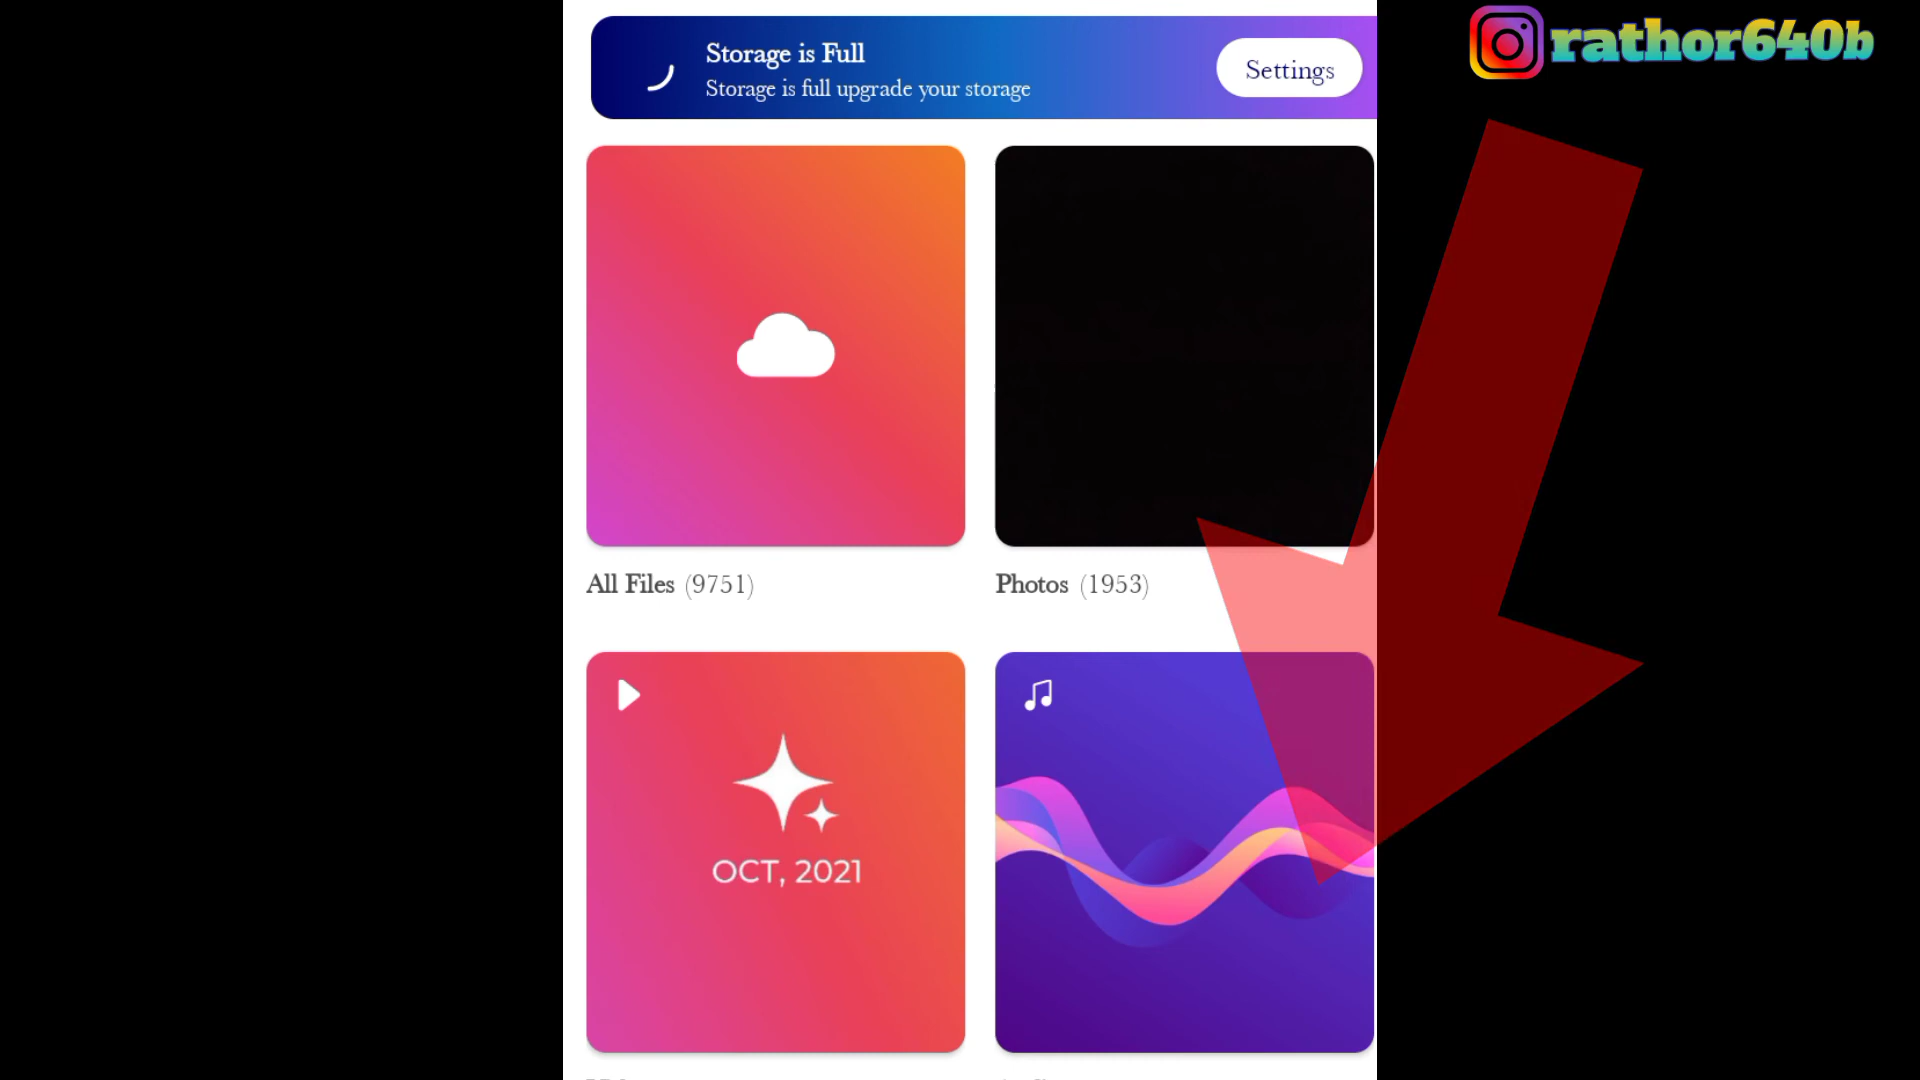 Storage is Full
Storage is full upgrade your storage
Settings
rathor640b
All Files (9751)
Photos (1953)
OCT, 2021